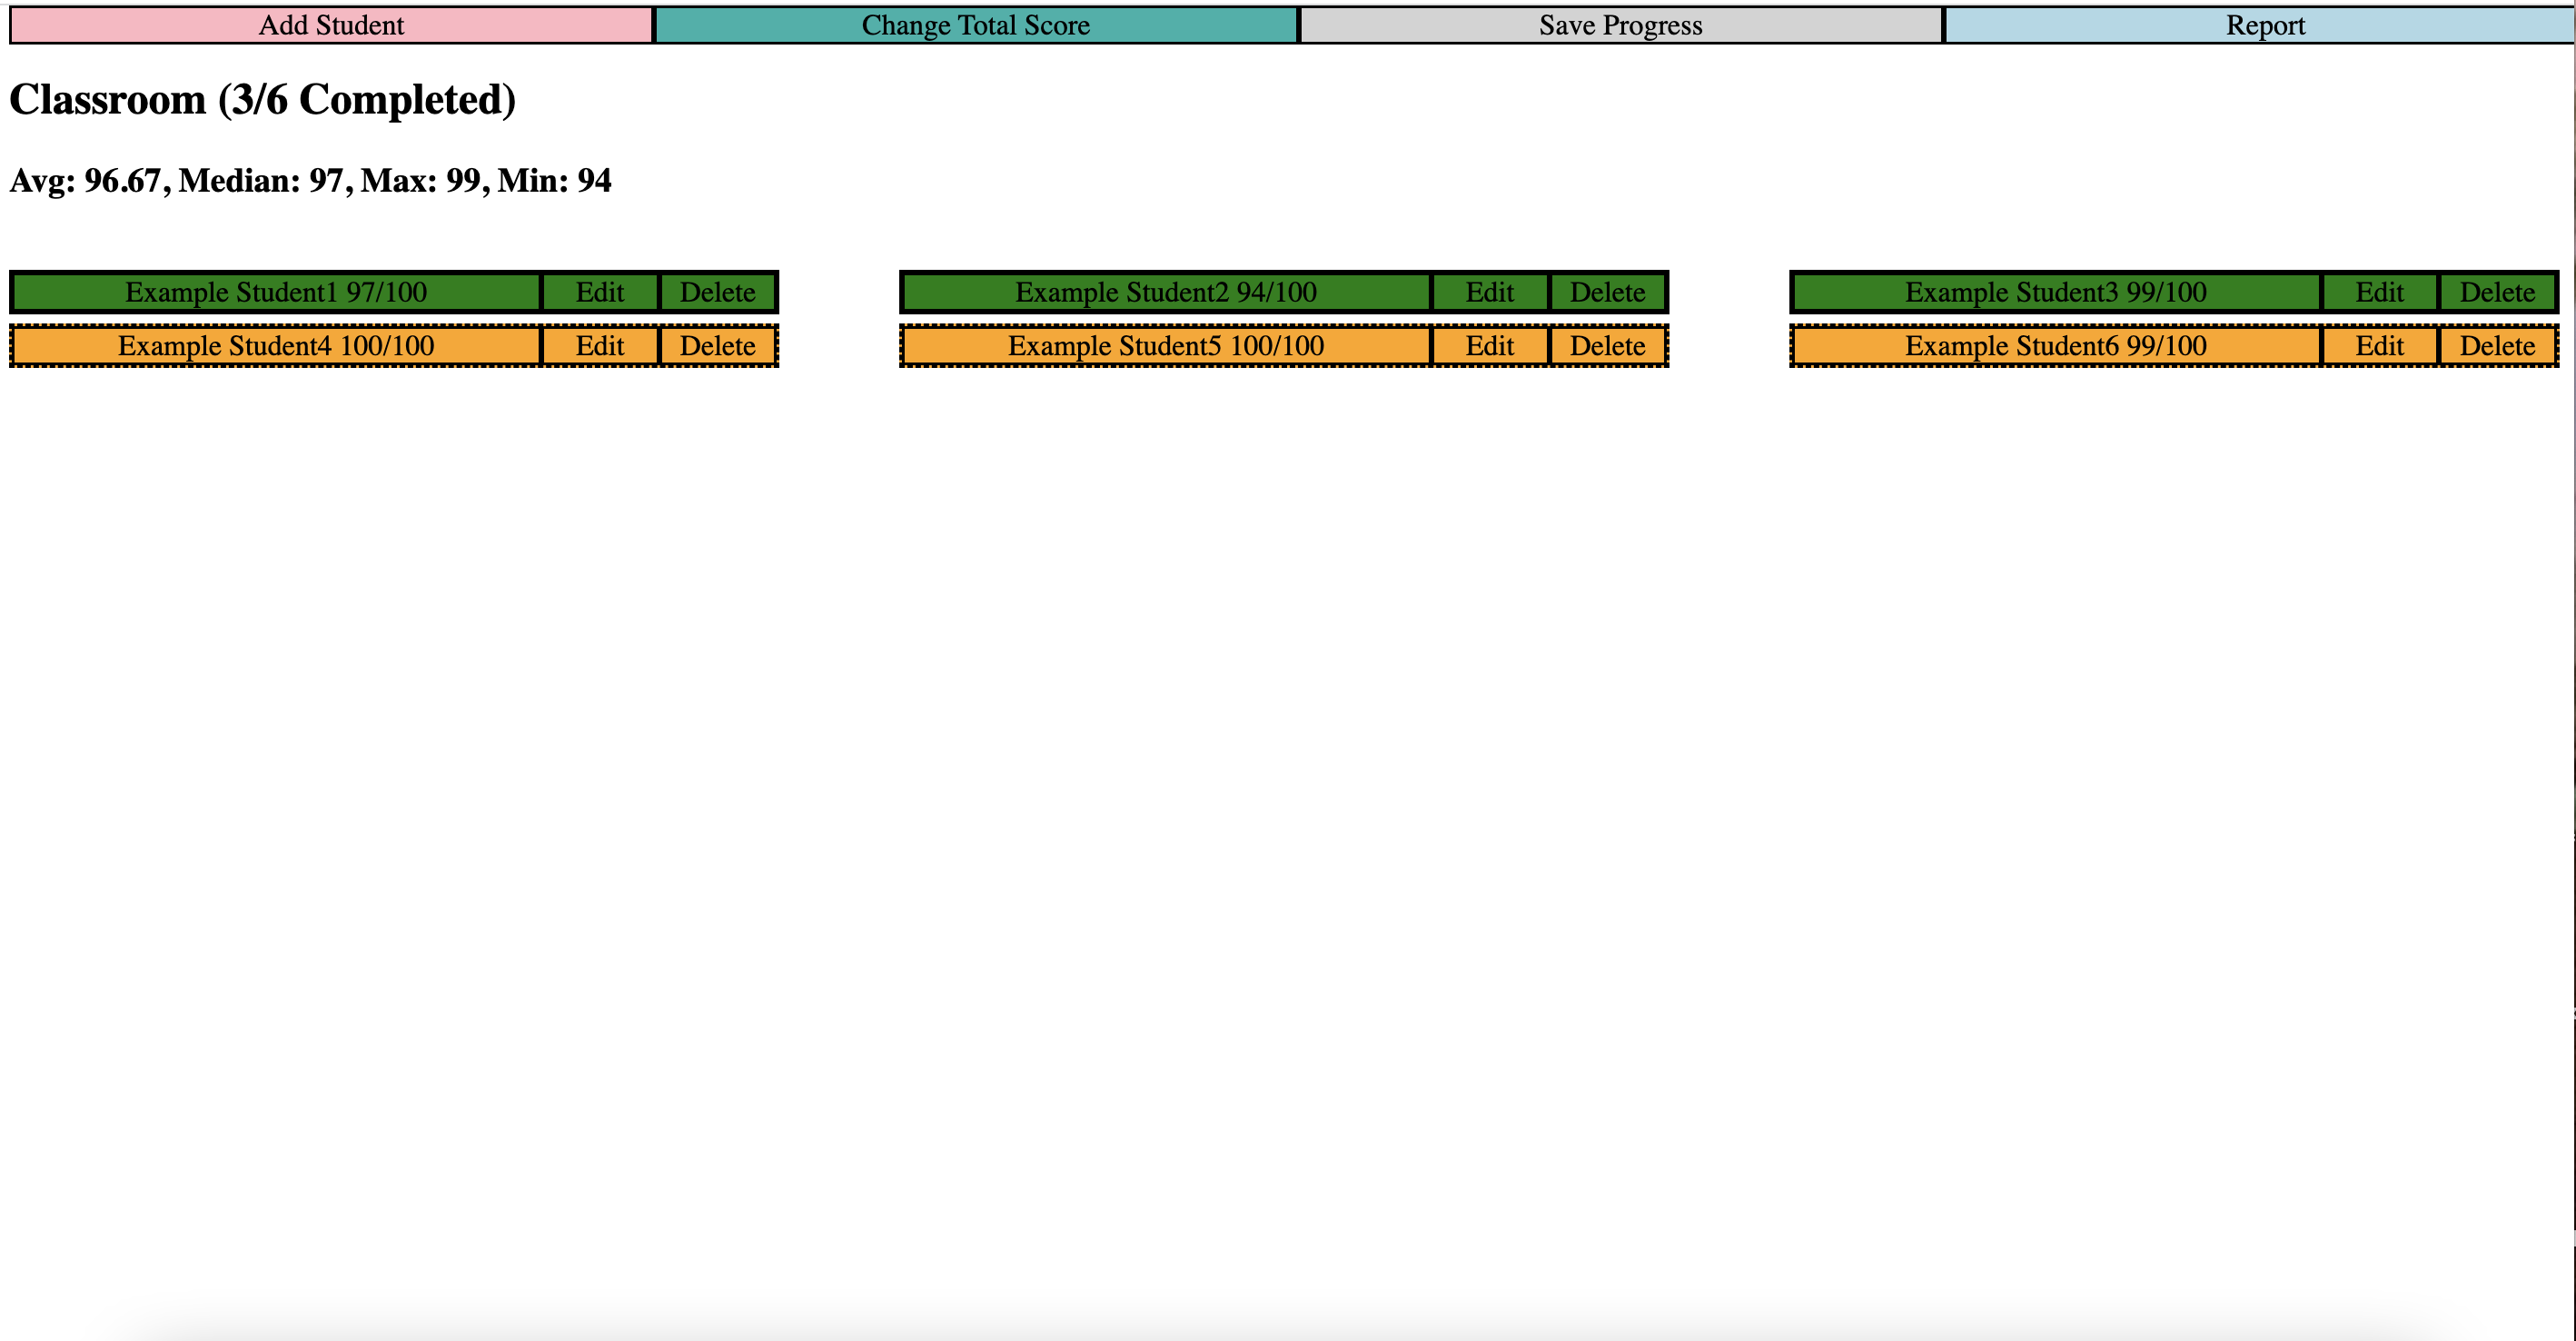 Add Student Change Total Score Save Progress Report
Classroom (3/6 Completed)
Avg: 96.67, Median: 97, Max: 99, Min: 94
Example Student1 97/100 Edit Delete Example Student2 94/100 Edit Delete Example Student3 99/100 Edit Delete
Example Student4 100/100 Edit Delete Example Student5 100/100 Edit Delete Example Student6 99/100 Edit Delete